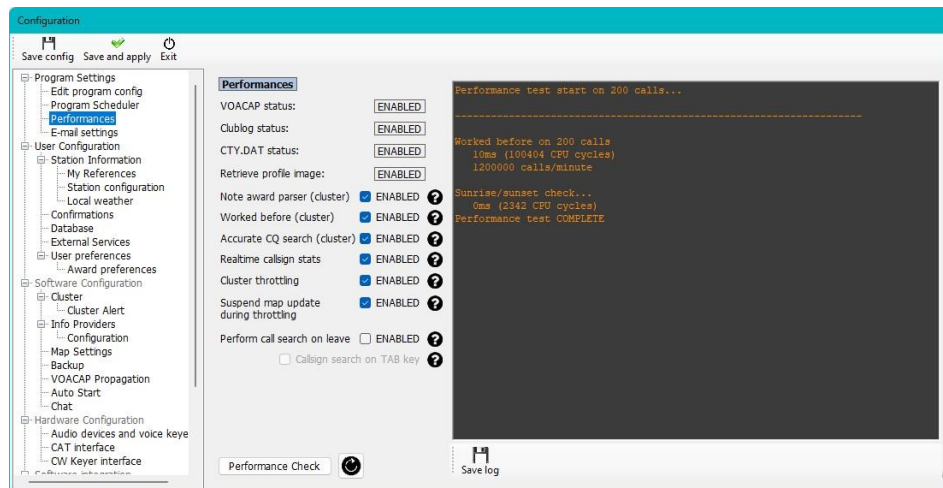 Configuration
Save config Save and apply Exit
Program Settings
Edit program config
Program Scheduler
Performances
E-mail settings
User Configuration
Station Information
My References
Station configuration
Local weather
Confirmations
Database
External Services
User preferences
Award preferences
Software Configuration
Cluster
Cluster Alert
Info Providers
Configuration
Map Settings
Backup
VOACAP Propagation
Auto Start
Chat
Hardware Configuration
Audio devices and voice keye
CAT interface
CW Keyer interface
Software integration
Performances
VOACAP status: ENABLED
Clublog status: ENABLED
CTY.DAT status: ENABLED
Retrieve profile image: ENABLED
Note award parser (cluster) ENABLED ?
Worked before (cluster) ENABLED ?
Accurate CQ search (cluster) ENABLED ?
Realtime callsign stats ENABLED ?
Cluster throttling ENABLED ?
Suspend map update
during throttling ENABLED ?
Perform call search on leave ENABLED ?
Callsign search on TAB key ?
Performance Check
Performance test start on 200 calls...
--------------------------------------------------------------------
Worked before on 200 calls
10ms (100404 CPU cycles)
1200000 calls/minute
Sunrise/sunset check...
0ms (2342 CPU cycles)
Performance test COMPLETE
Save log